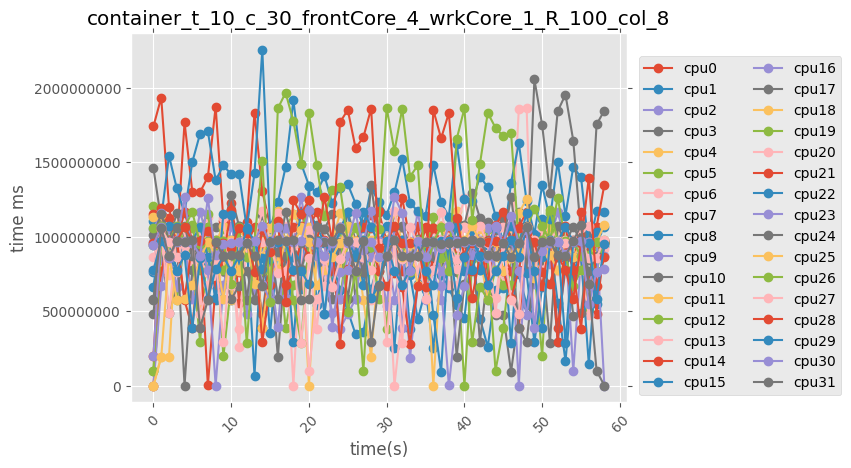 container_t_10_c_30_frontCore_4_wrkCore_1_R_100_col_8
time ms
2000000000
1500000000
1000000000
500000000
0
0
10
20
30
40
50
60
time(s)
cpu0
cpu1
cpu2
cpu3
cpu4
cpu5
cpu6
cpu7
cpu8
cpu9
cpu10
cpu11
cpu12
cpu13
cpu14
cpu15
cpu16
cpu17
cpu18
cpu19
cpu20
cpu21
cpu22
cpu23
cpu24
cpu25
cpu26
cpu27
cpu28
cpu29
cpu30
cpu31